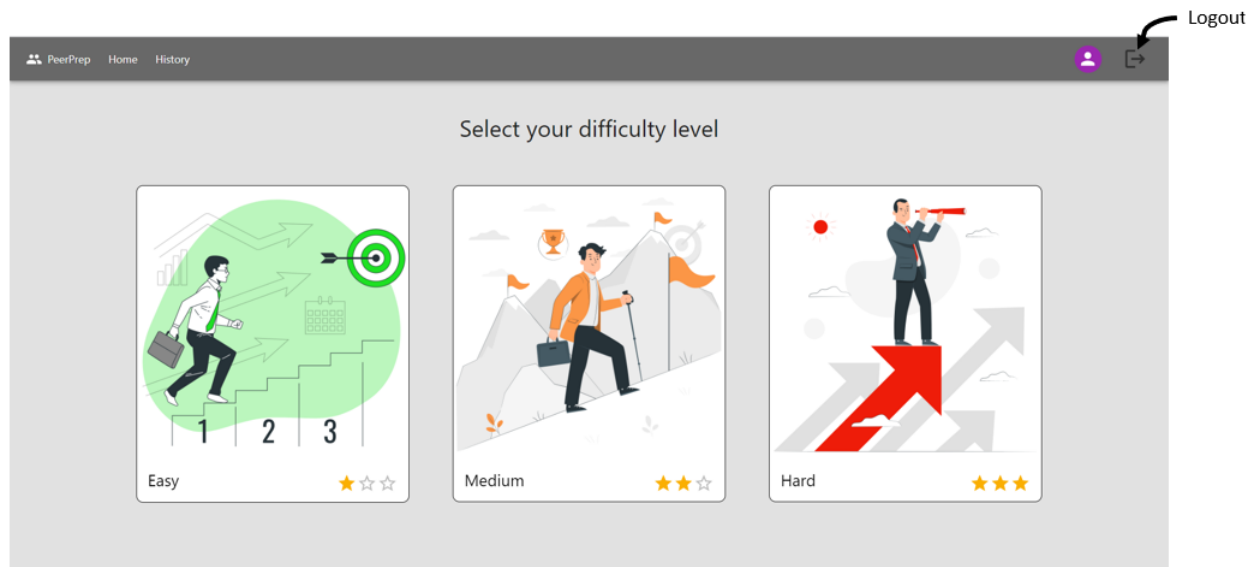 Logout
PeerPrep Home History
Select your difficulty level
1 2 3
Easy
Medium
Hard